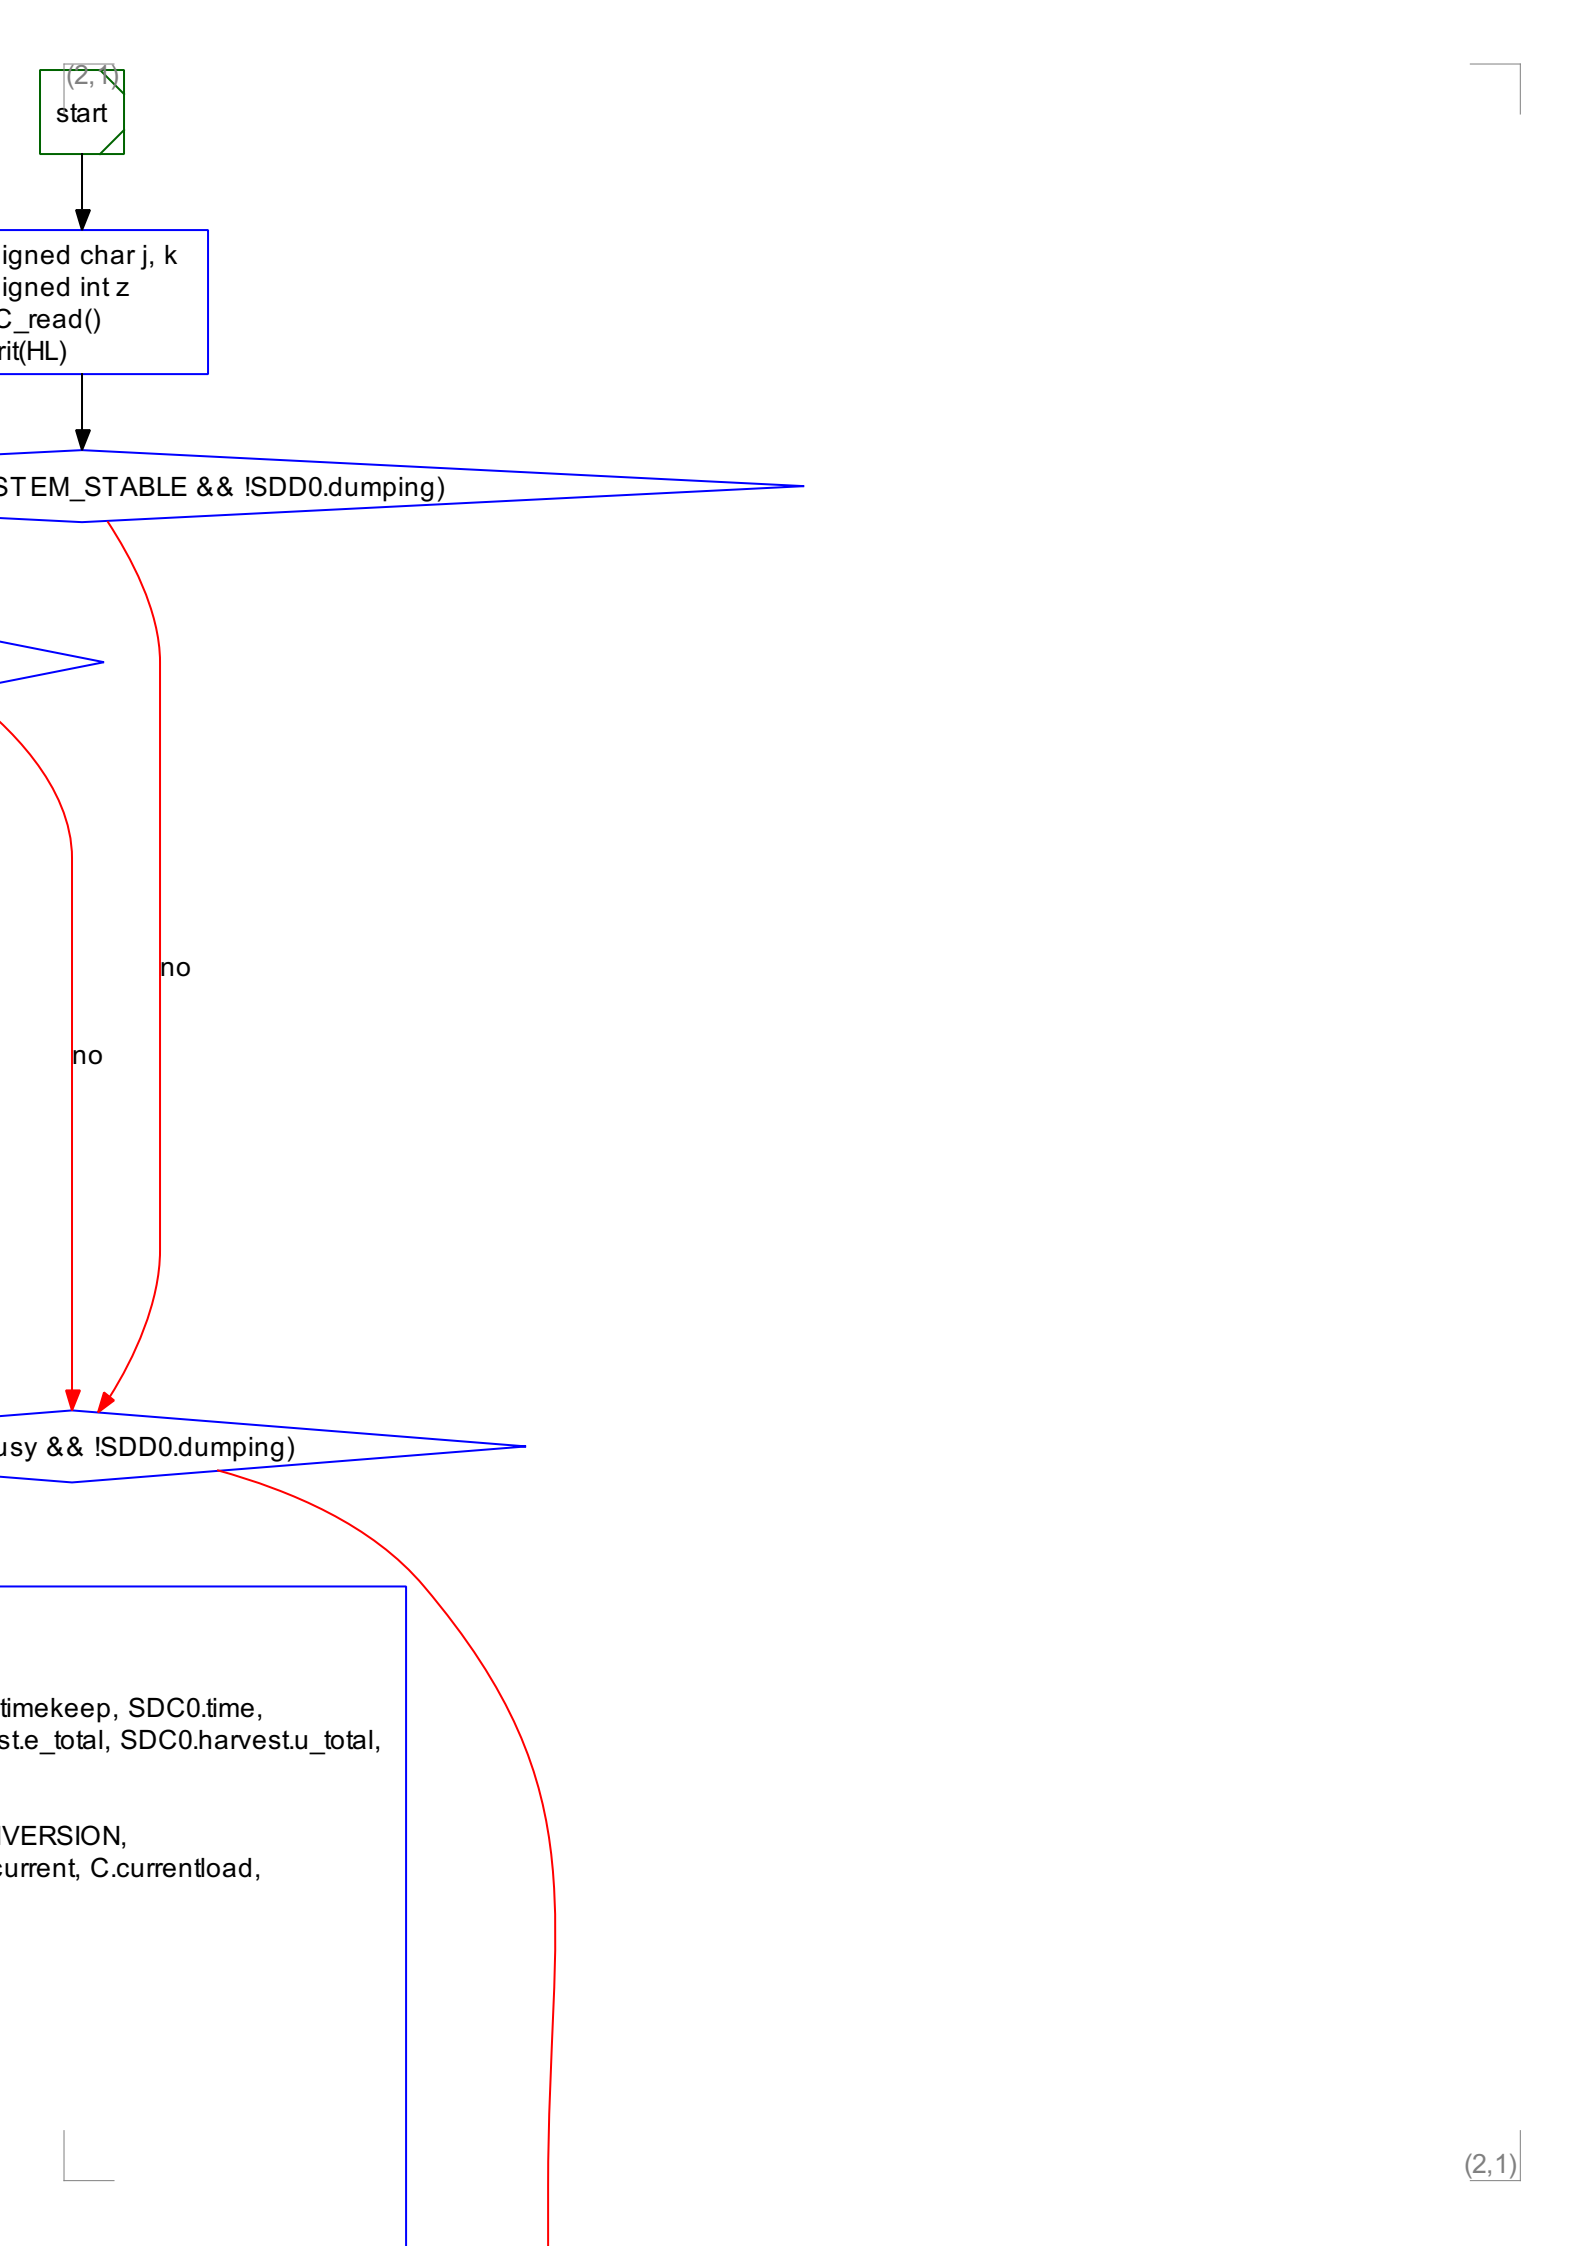 (2,1)
start
igned char j, k
igned int z
C_read()
rit(HL)
STEM_STABLE && !SDD0.dumping)
no
no
usy && !SDD0.dumping)
timekeep, SDC0.time,
st.e_total, SDC0.harvest.u_total,
VERSION,
current, C.currentload,
(2,1)